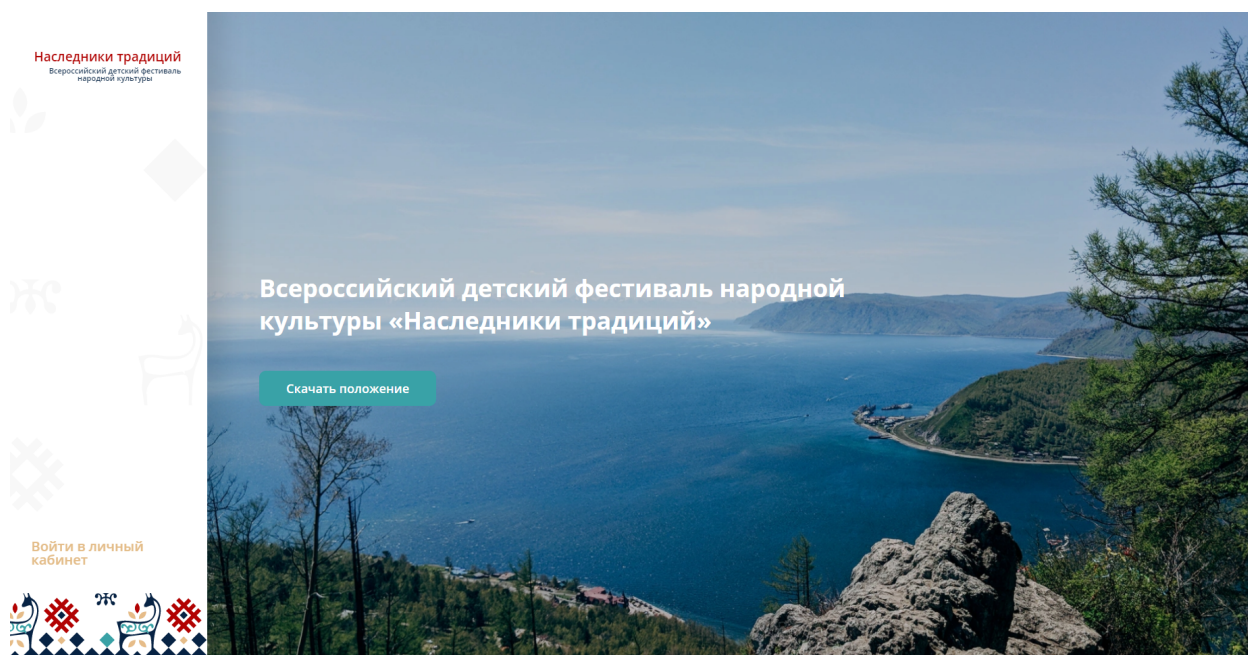 Наследники традиций
Всероссийский детский фестиваль
народной культуры
Всероссийский детский фестиваль народной
культуры «Наследники традиций»
Скачать положение
Войти в личный
кабинет